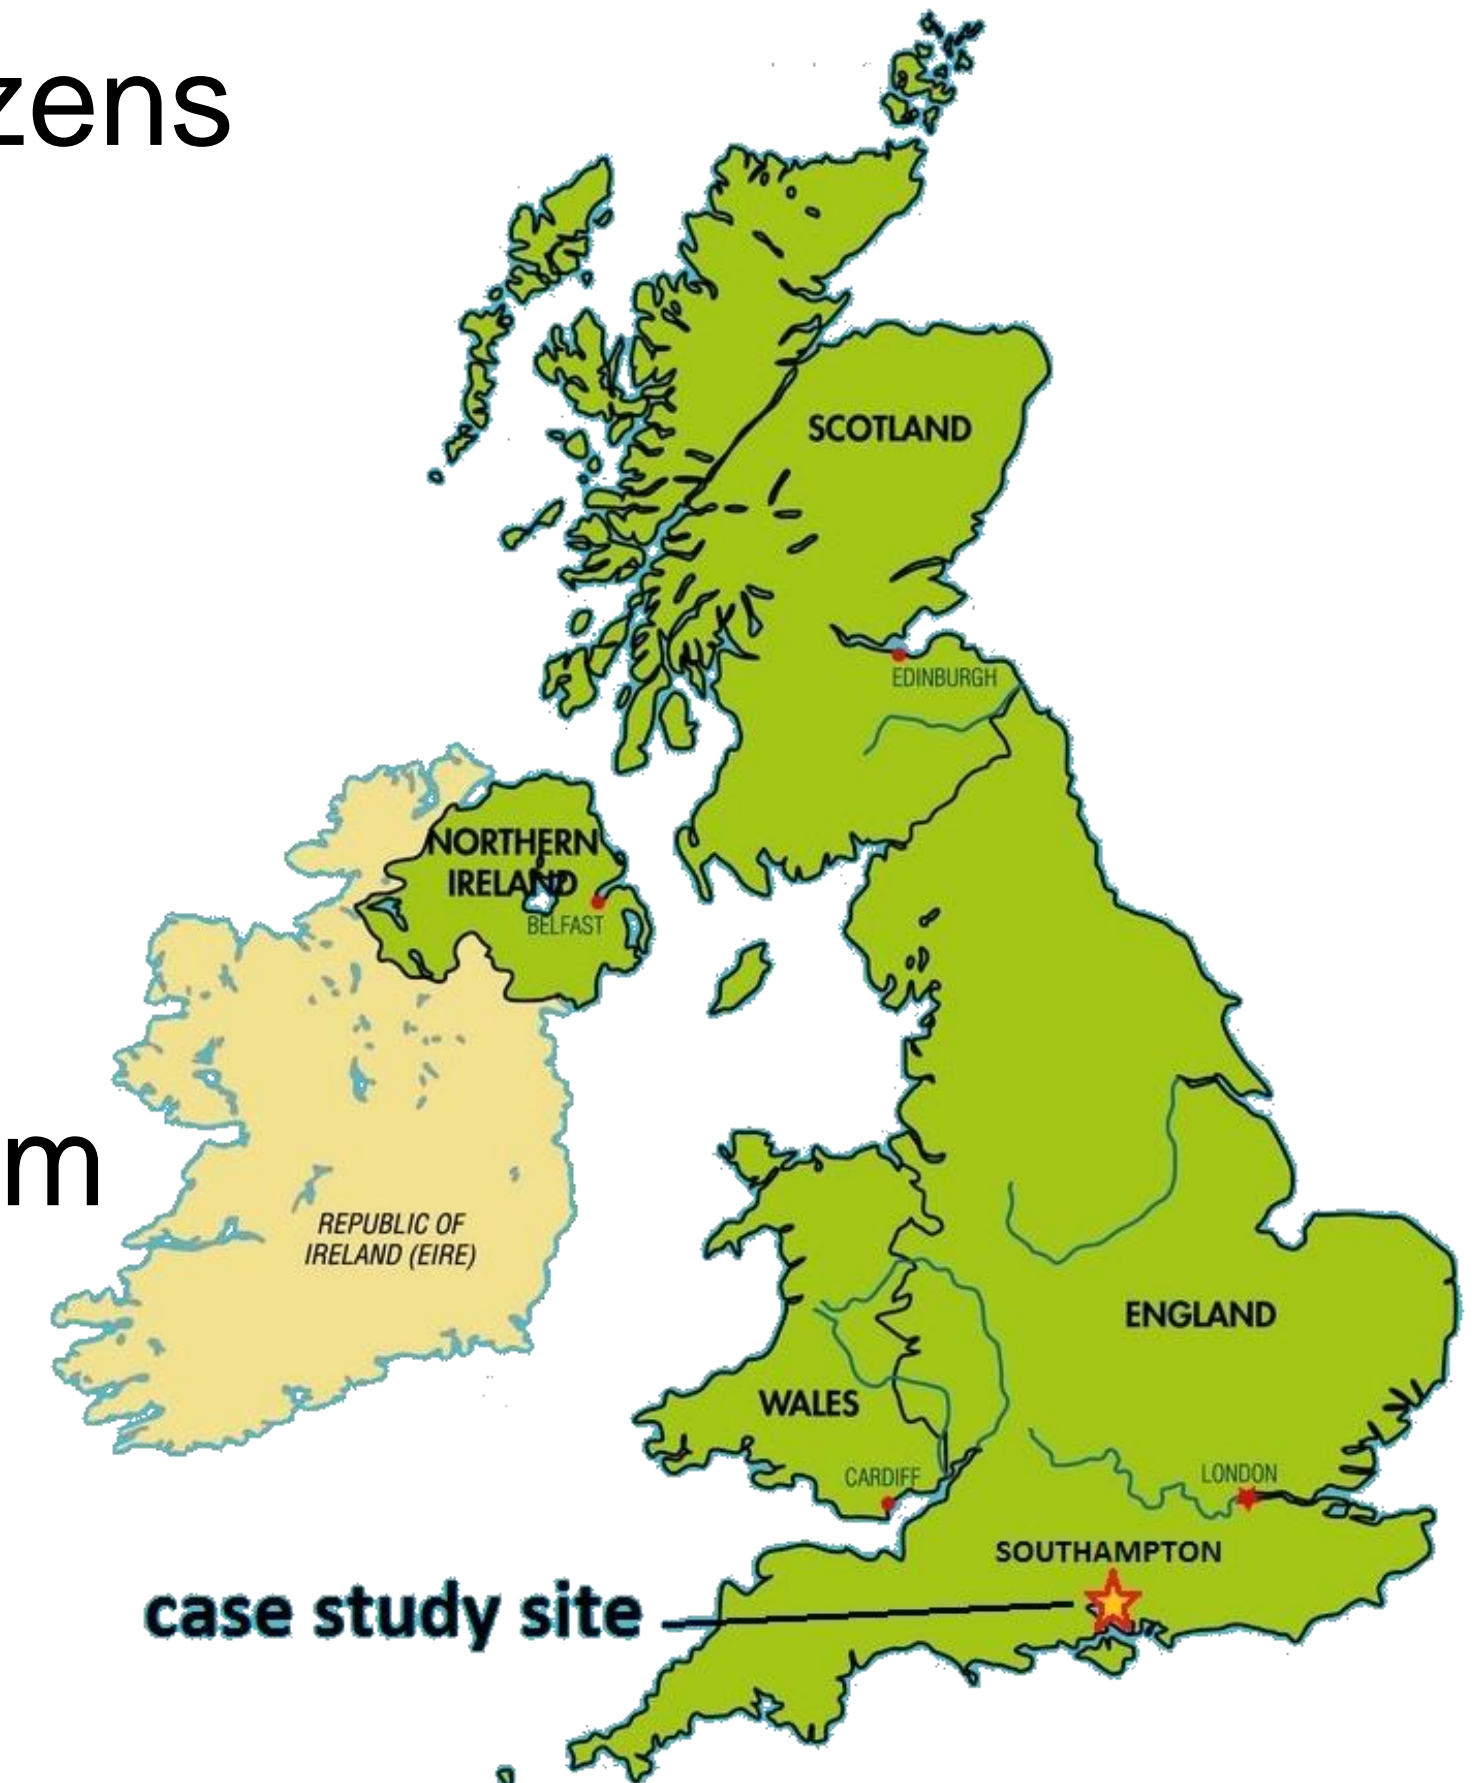 zens
SCOTLAND
EDINBURGH
NORTHERN
IRELAND
BELFAST
m
REPUBLIC OF
IRELAND (EIRE)
ENGLAND
WALES
CARDIFF
LONDON
SOUTHAMPTON
case study site